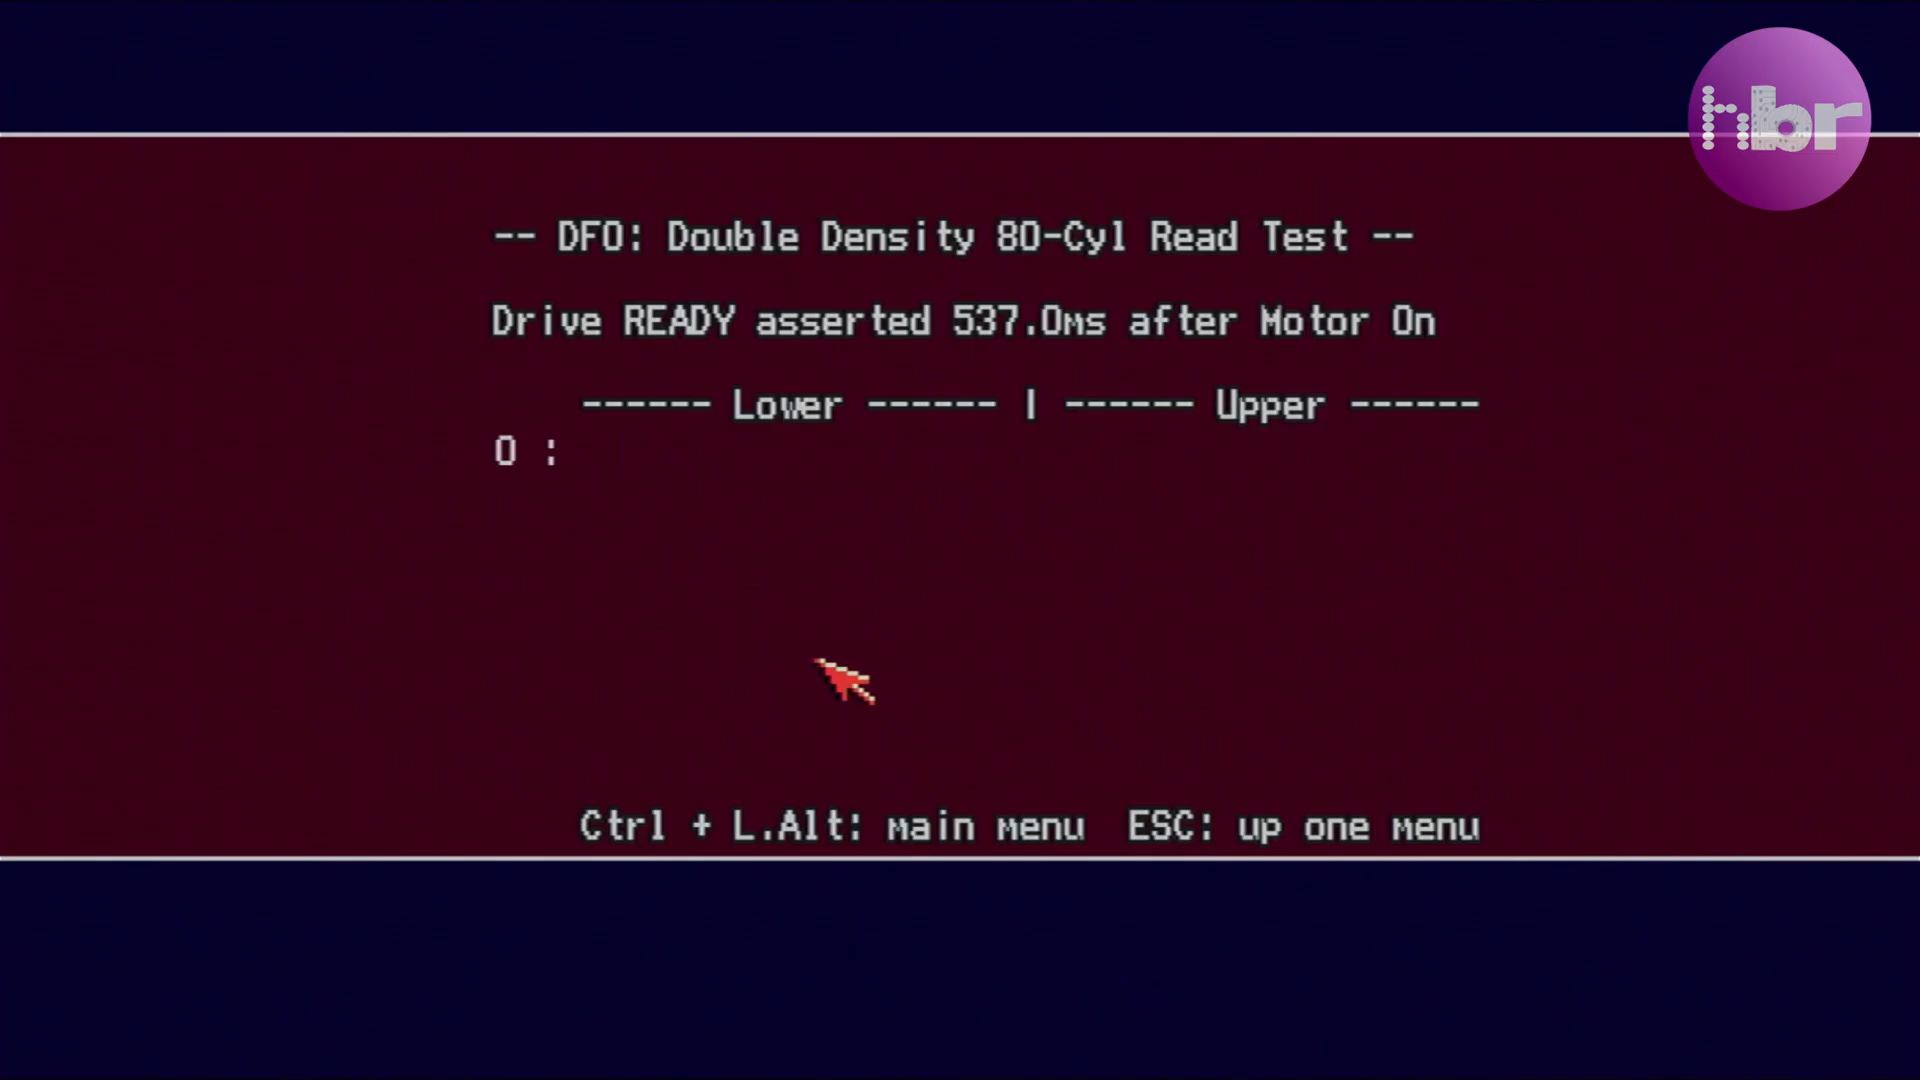 hbr
-- DF0: Double Density 80-Cyl Read Test --
Drive READY asserted 537.0ms after Motor On
------ Lower ------ | ------ Upper ------
0 :
Ctrl + L.Alt: main menu  ESC: up one menu